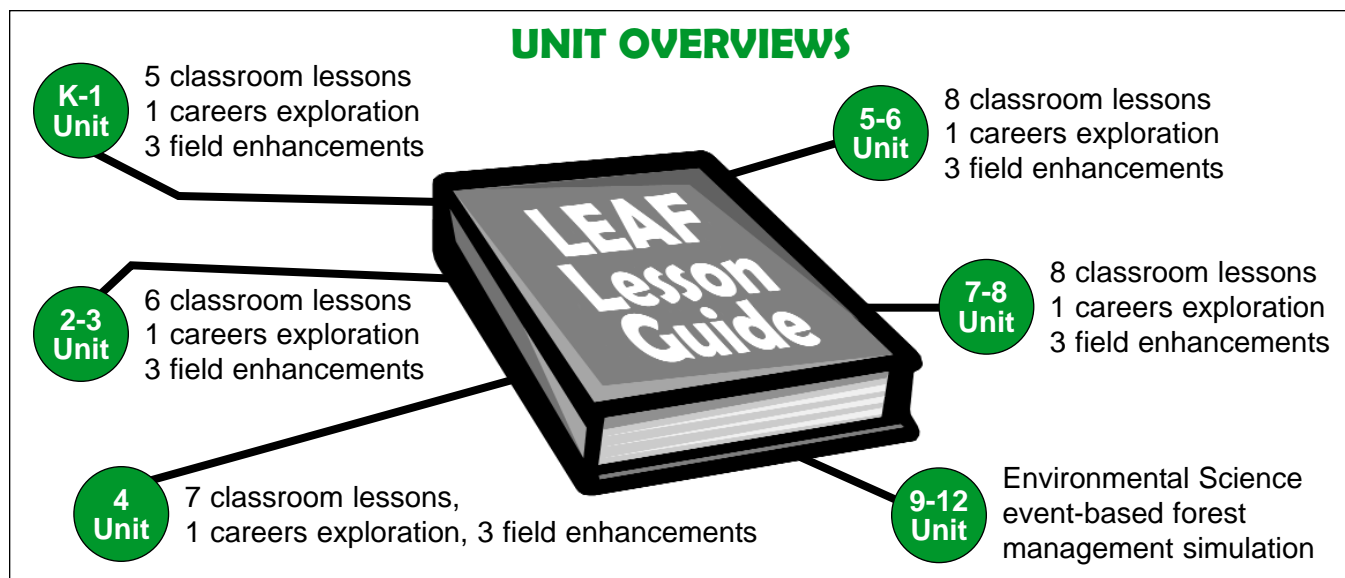 UNIT OVERVIEWS
K-1
Unit
5 classroom lessons
1 careers exploration
3 field enhancements
2-3
Unit
6 classroom lessons
1 careers exploration
3 field enhancements
4
Unit
7 classroom lessons,
1 careers exploration, 3 field enhancements
LEAF
Lesson
Guide
5-6
Unit
8 classroom lessons
1 careers exploration
3 field enhancements
7-8
Unit
8 classroom lessons
1 careers exploration
3 field enhancements
9-12
Unit
Environmental Science
event-based forest
management simulation